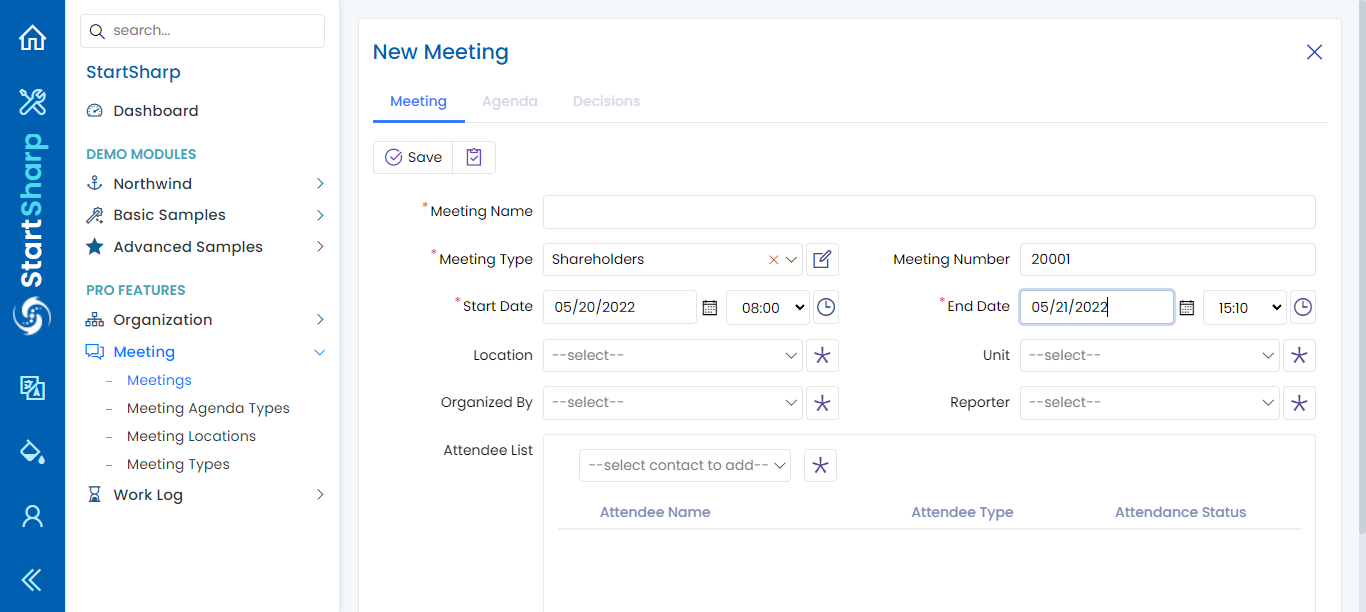 search...
StartSharp
Dashboard
DEMO MODULES
Northwind
Basic Samples
Advanced Samples
PRO FEATURES
Organization
Meeting
Meetings
Meeting Agenda Types
Meeting Locations
Meeting Types
Work Log
StartSharp
New Meeting
Meeting Agenda Decisions
Save
*Meeting Name
*Meeting Type Shareholders Meeting Number 20001
*Start Date 05/20/2022 08:00 *End Date 05/21/2022 15:10
Location --select-- Unit --select--
Organized By --select-- Reporter --select--
Attendee List --select contact to add--
Attendee Name Attendee Type Attendance Status